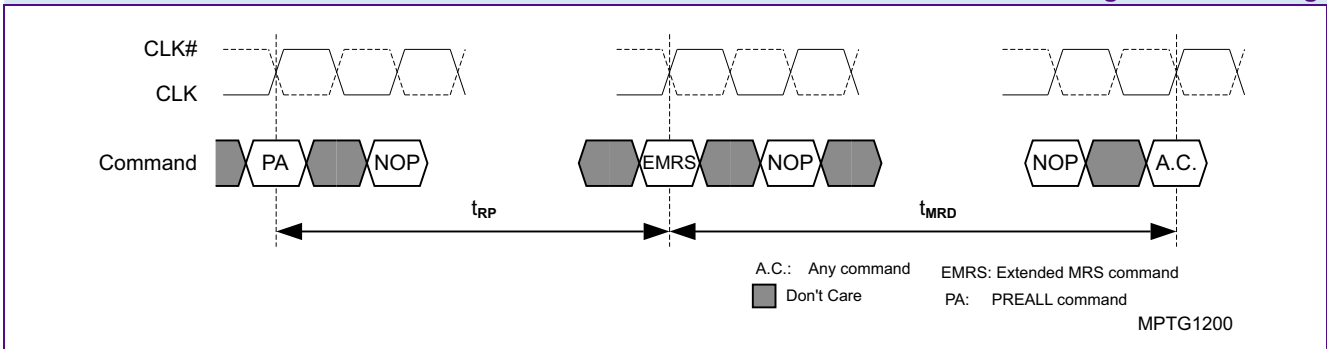 CLK#
CLK
Command PA NOP EMRS NOP NOP A.C.
tRP tMRD
A.C.: Any command EMRS: Extended MRS command
Don't Care PA: PREALL command
MPTG1200